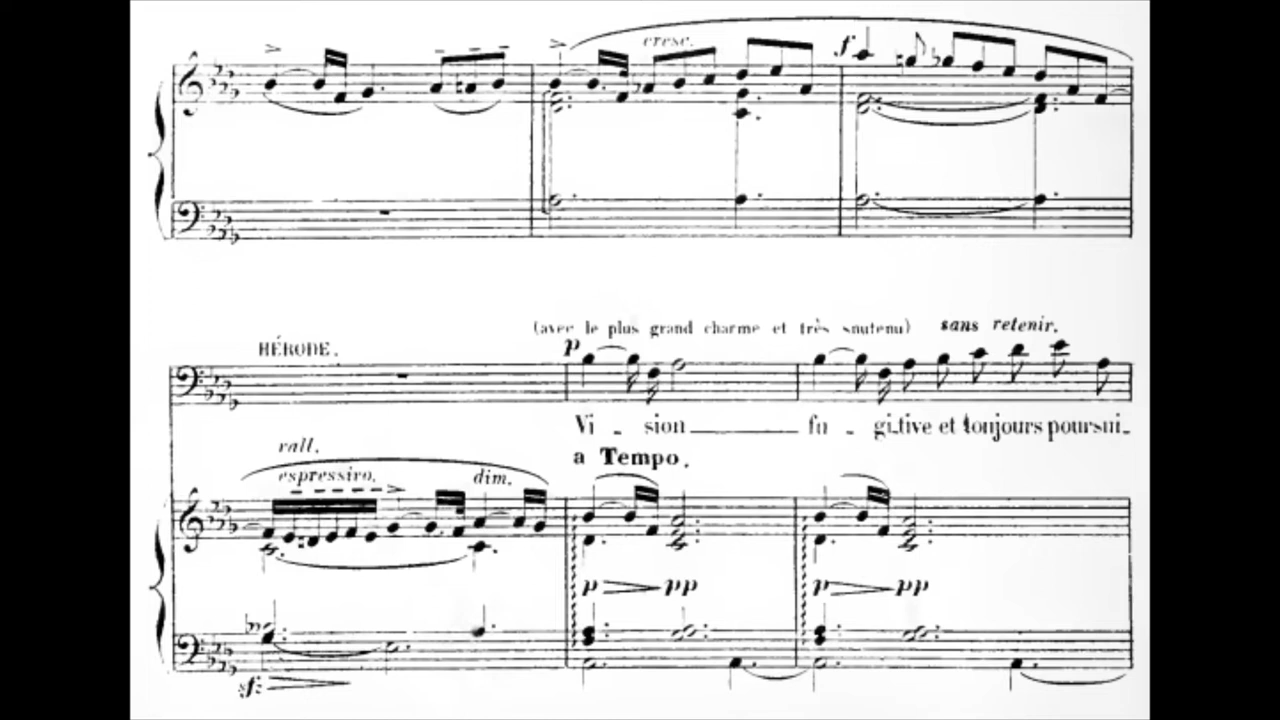 cresc.
f
(avec le plus grand charme et très soutenu) sans retenir.
HÉRODE.
p
Vi - sion fu - gi_tive et toujours poursui_
a Tempo.
rall.
espressivo.
dim.
p pp p pp
sf